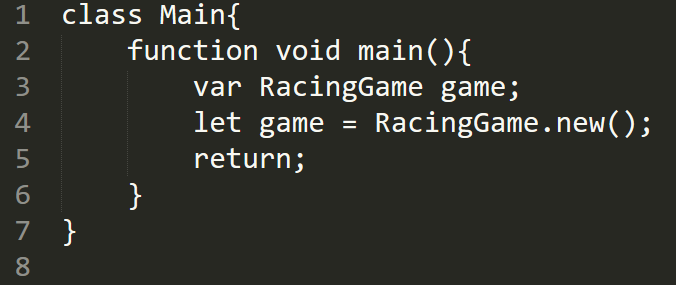 1 class Main{
2     function void main(){
3         var RacingGame game;
4         let game = RacingGame.new();
5         return;
6     }
7 }
8